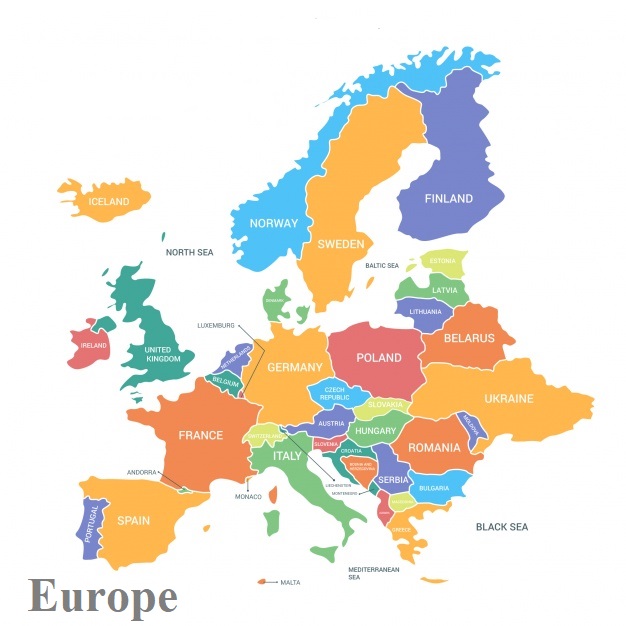 ICELAND
NORWAY
FINLAND
SWEDEN
NORTH SEA
BALTIC SEA
ESTONIA
LATVIA
LITHUANIA
DENMARK
LUXEMBURG
IRELAND
UNITED
KINGDOM
NETHERLANDS
BELGIUM
GERMANY
POLAND
BELARUS
UKRAINE
CZECH
REPUBLIC
SLOVAKIA
AUSTRIA
HUNGARY
MOLDOVA
FRANCE
SWITZERLAND
ITALY
SLOVENIA
CROATIA
BOSNIA AND
HERZEGOVINA
ROMANIA
SERBIA
BULGARIA
ANDORRA
MONACO
LIECHTENSTEIN
MONTENEGRO
PORTUGAL
SPAIN
GREECE
BLACK SEA
MEDITERRANEAN
SEA
MALTA
Europe